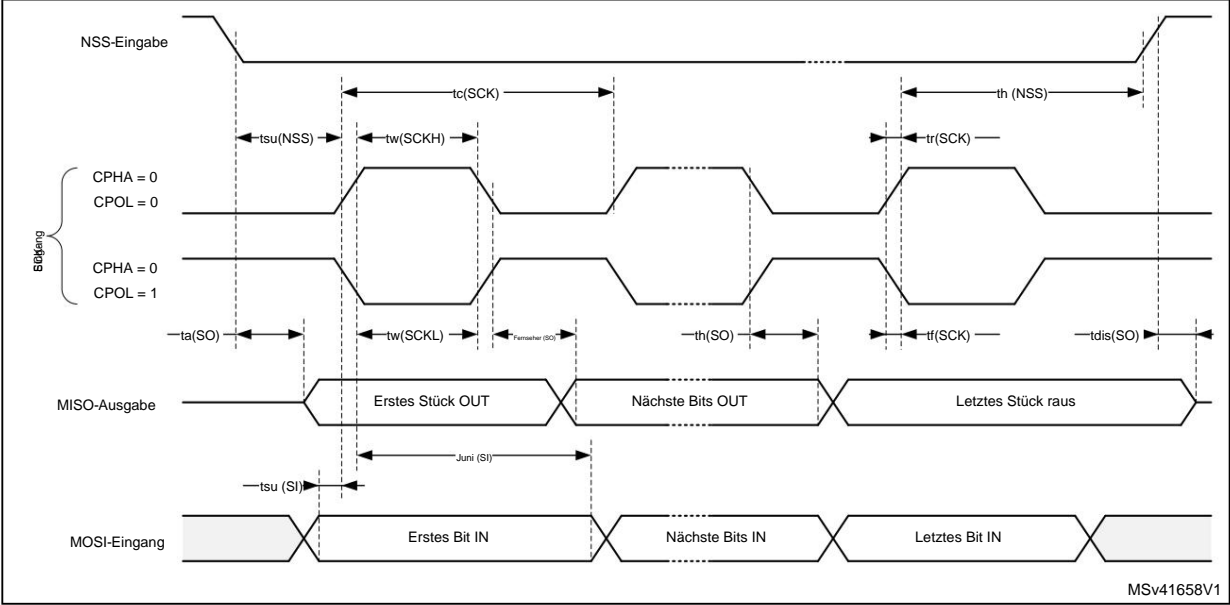 NSS-Eingabe
tc(SCK)
th (NSS)
tsu(NSS)
tw(SCKH)
tr(SCK)
CPHA = 0
CPOL = 0
Eingang
CPHA = 0
CPOL = 1
ta(SO)
tw(SCKL)
Fernseher (SO)
th(SO)
tf(SCK)
tdis(SO)
MISO-Ausgabe
Erstes Stück OUT
Nächste Bits OUT
Letztes Stück raus
Juni (SI)
tsu (SI)
MOSI-Eingang
Erstes Bit IN
Nächste Bits IN
Letztes Bit IN
MSv41658V1